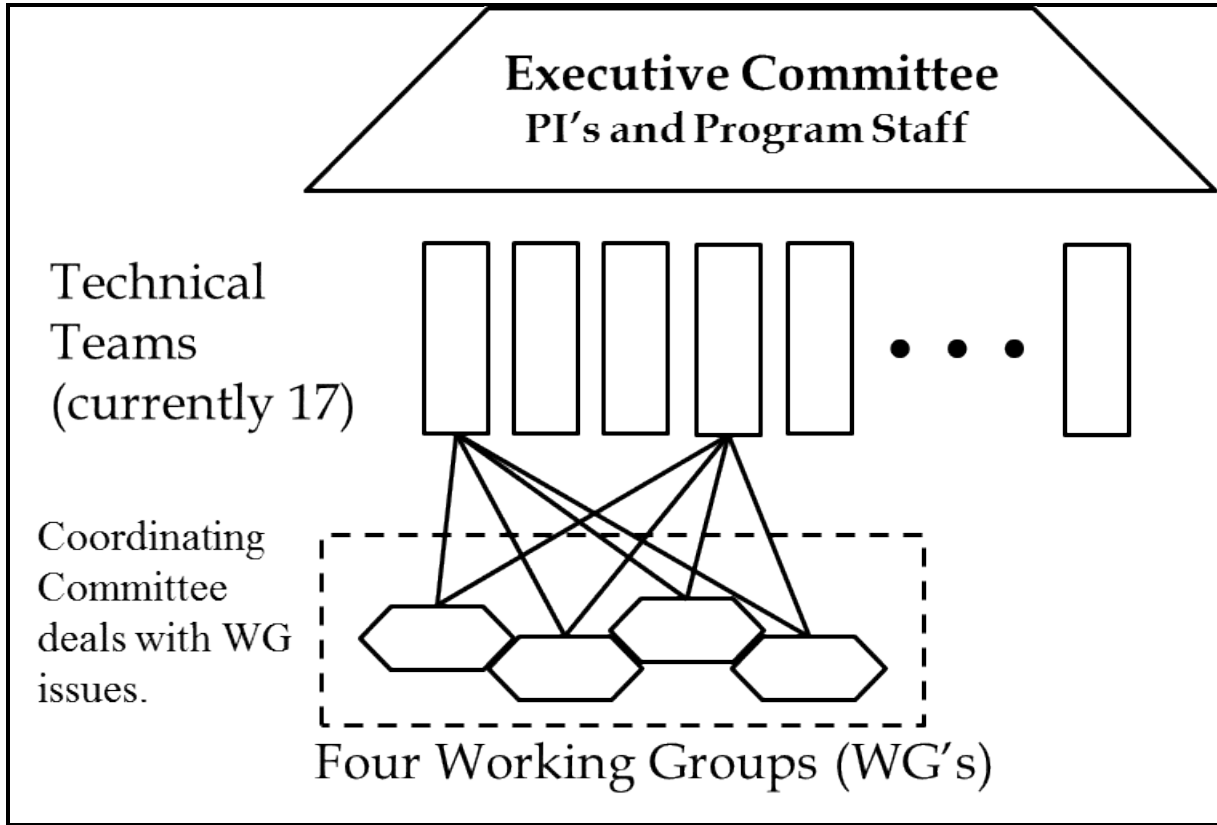 Executive Committee
PI's and Program Staff
Technical
Teams
(currently 17)
Coordinating
Committee
deals with WG
issues.
Four Working Groups (WG's)